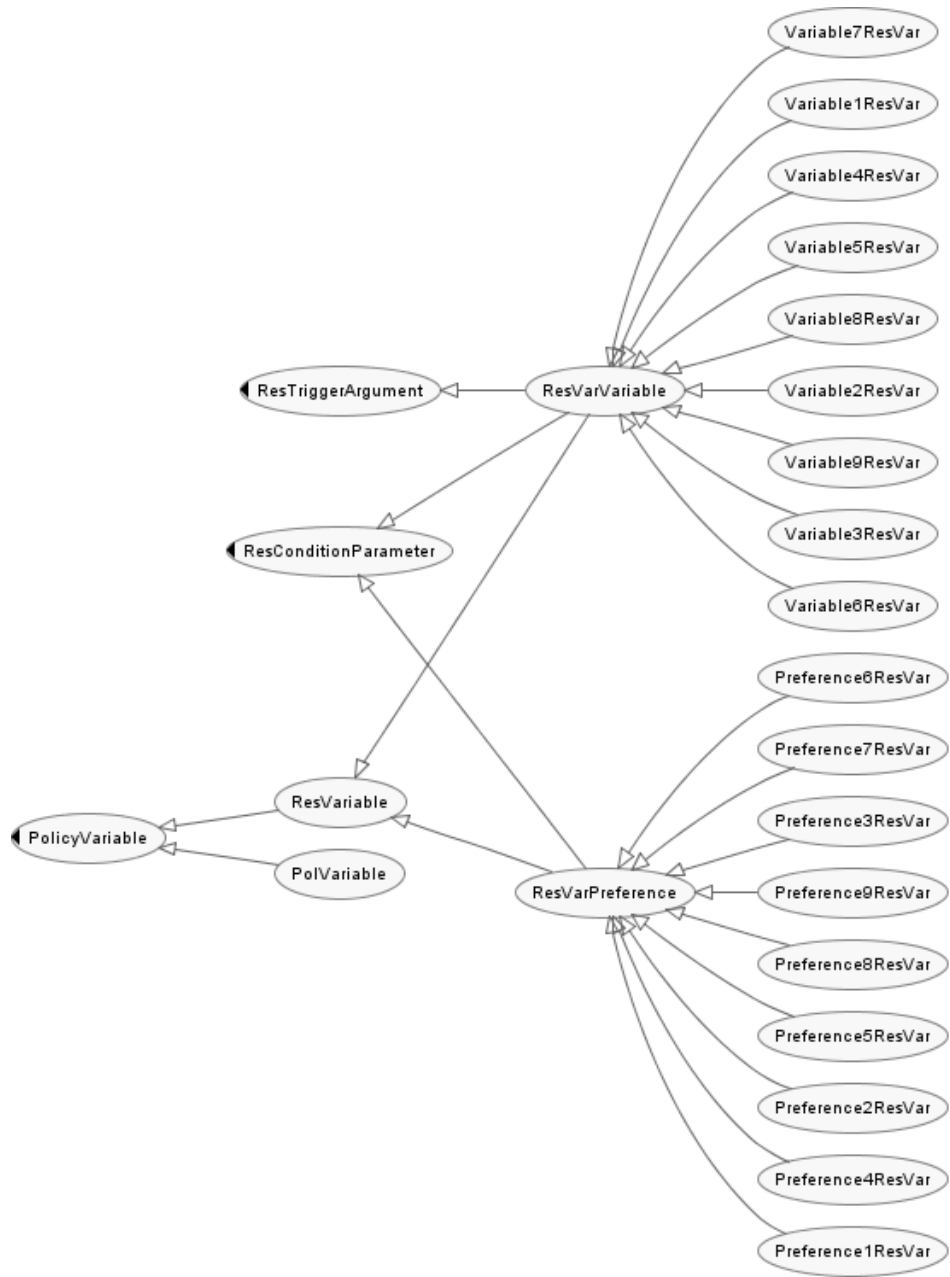 Variable7ResVar
Variable1ResVar
Variable4ResVar
Variable5ResVar
Variable8ResVar
ResTriggerArgument
ResVarVariable
Variable2ResVar
Variable9ResVar
Variable3ResVar
ResConditionParameter
Variable6ResVar
Preference6ResVar
Preference7ResVar
ResVariable
Preference3ResVar
PolicyVariable
PolVariable
ResVarPreference
Preference9ResVar
Preference8ResVar
Preference5ResVar
Preference2ResVar
Preference4ResVar
Preference1ResVar